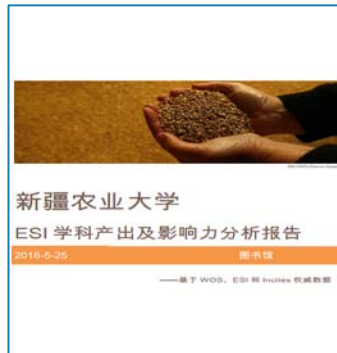 新疆农业大学
ESI 学科产出及影响力分析报告
2016-5-25 图书馆
——基于 WOS、ESI 和 Incites 权威数据